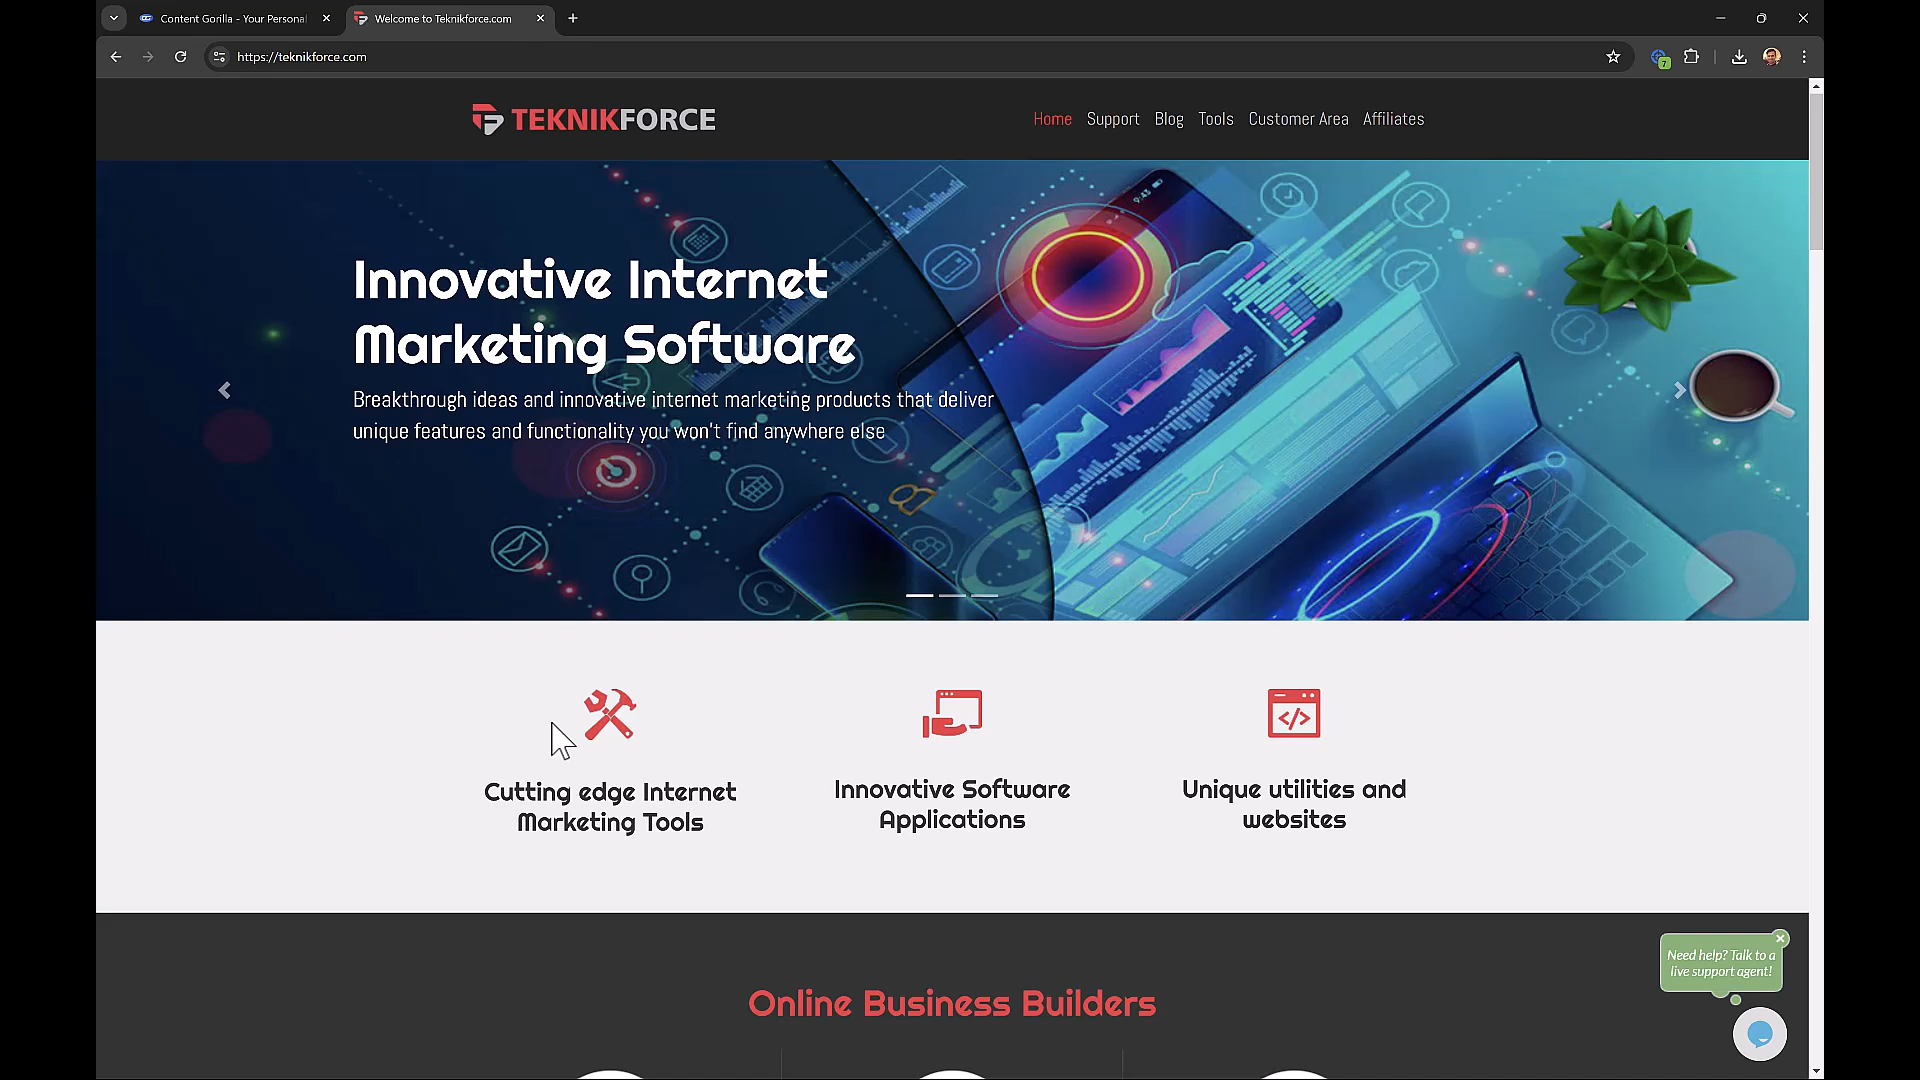 Content Gorilla - Your Personal
Welcome to Teknikforce.com
https://teknikforce.com
7
TEKNIKFORCE
Home Support Blog Tools Customer Area Affiliates
9:43
Innovative Internet
Marketing Software
Breakthrough ideas and innovative internet marketing products that deliver
unique features and functionality you won't find anywhere else
Cutting edge Internet
Marketing Tools
Innovative Software
Applications
Unique utilities and
websites
Need help? Talk to a
live support agent!
Online Business Builders